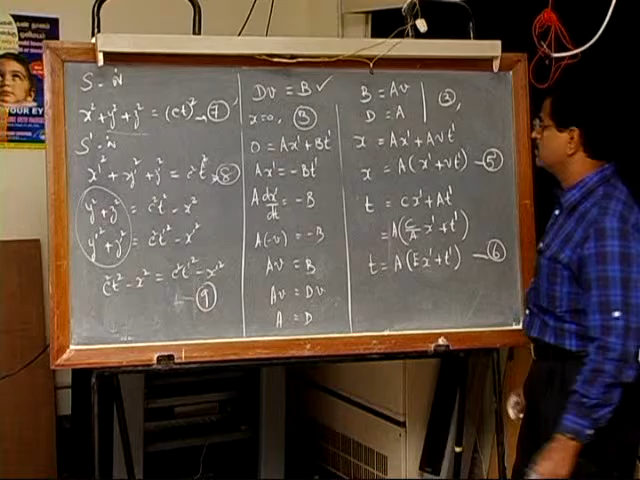 S - ல்
x² + y² + z² = (ct)² → ⑦
S' - ல்
x'² + y'² + z'² = c²t'² → ⑧
y² + z² = c²t² - x²
y'² + z'² = c²t'² - x'²
c²t² - x² = c²t'² - x'²
— ⑨
Dv = B ✓
x = 0, ③
0 = Ax' + Bt'
Ax' = -Bt'
A dx'/dt' = -B
A(-v) = -B
Av = B
Av = Dv
A = D
B = Av
D = A
x = Ax' + Avt'
x = A(x' + vt') — ⑤
t = Cx' + At'
= A(C/A x' + t')
t = A(Ex' + t') — ⑥
YOUR EY